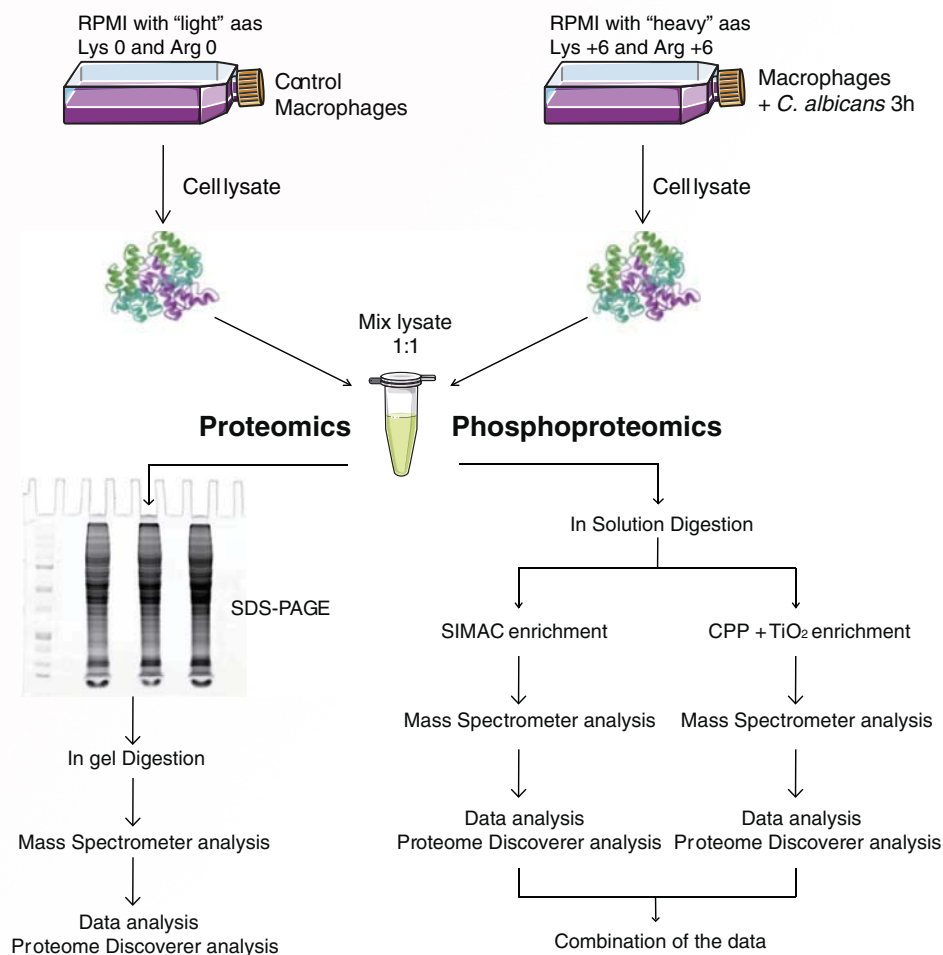 RPMI with “light” aas
Lys 0 and Arg 0
Control
Macrophages
RPMI with “heavy” aas
Lys +6 and Arg +6
Macrophages
+ C. albicans 3h
Cell lysate
Cell lysate
Mix lysate
1:1
Proteomics
Phosphoproteomics
SDS-PAGE
In gel Digestion
Mass Spectrometer analysis
Data analysis
Proteome Discoverer analysis
In Solution Digestion
SIMAC enrichment
Mass Spectrometer analysis
Data analysis
Proteome Discoverer analysis
CPP + TiO₂ enrichment
Mass Spectrometer analysis
Data analysis
Proteome Discoverer analysis
Combination of the data